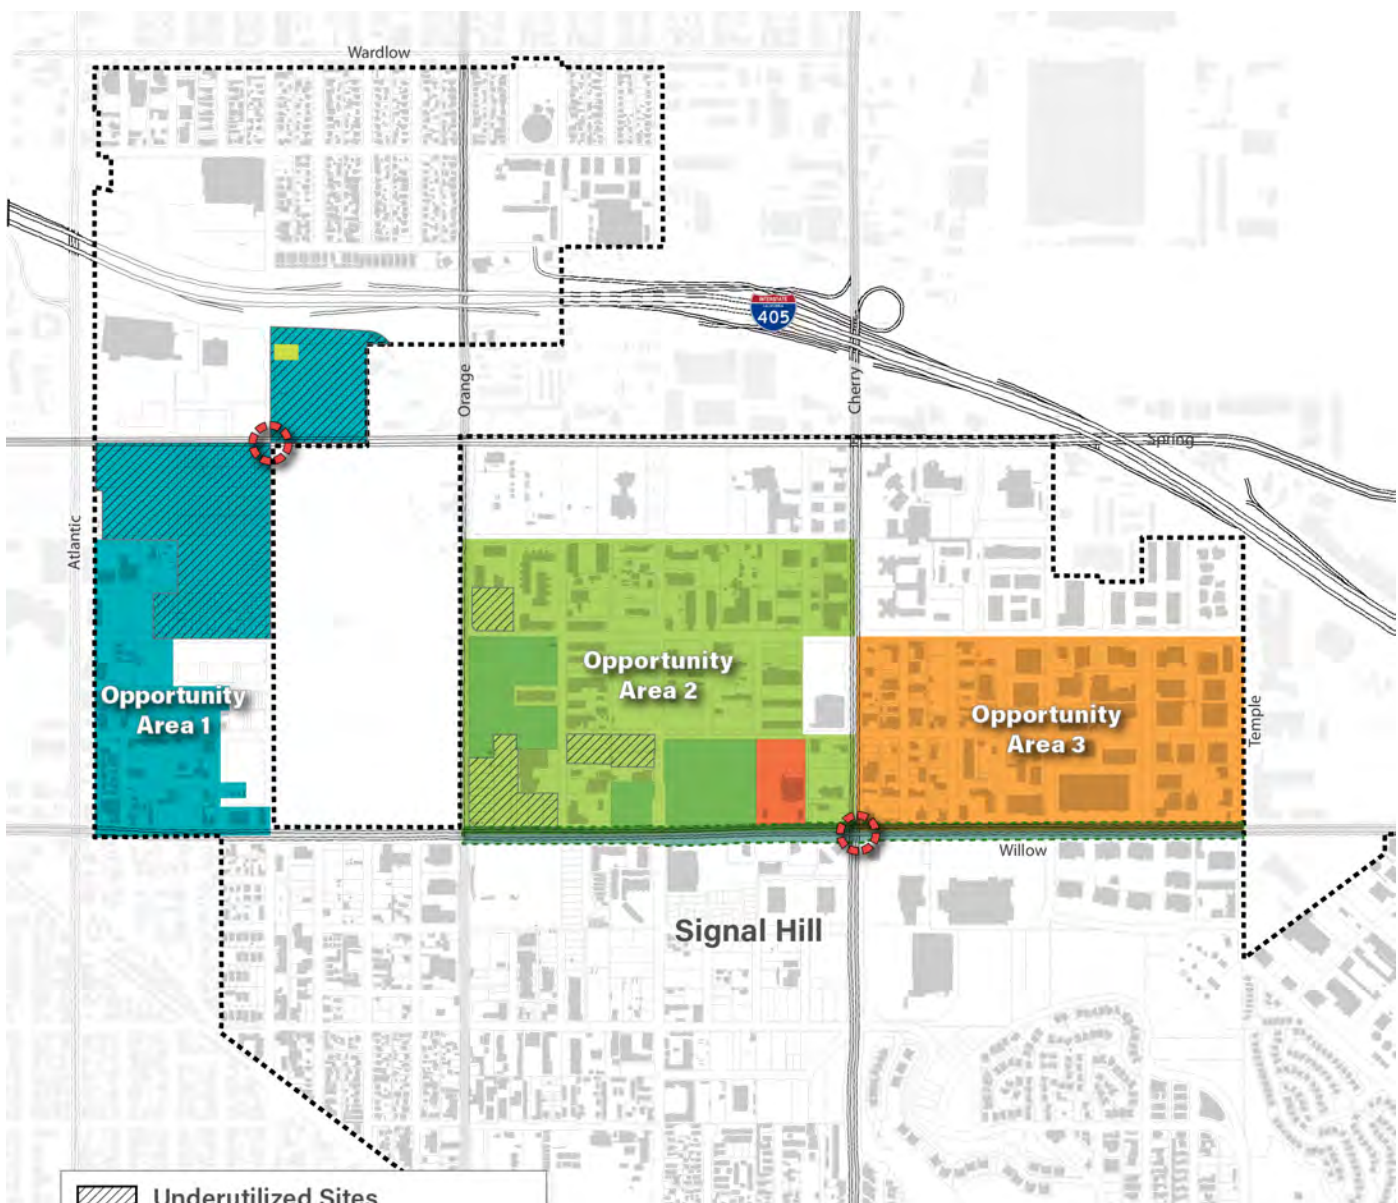 Wardlow
INTERSTATE
CALIFORNIA
405
Orange
Cherry
Spring
Atlantic
Opportunity
Area 2
Opportunity
Area 1
Opportunity
Area 3
Temple
Willow
Signal Hill
Underutilized Sites